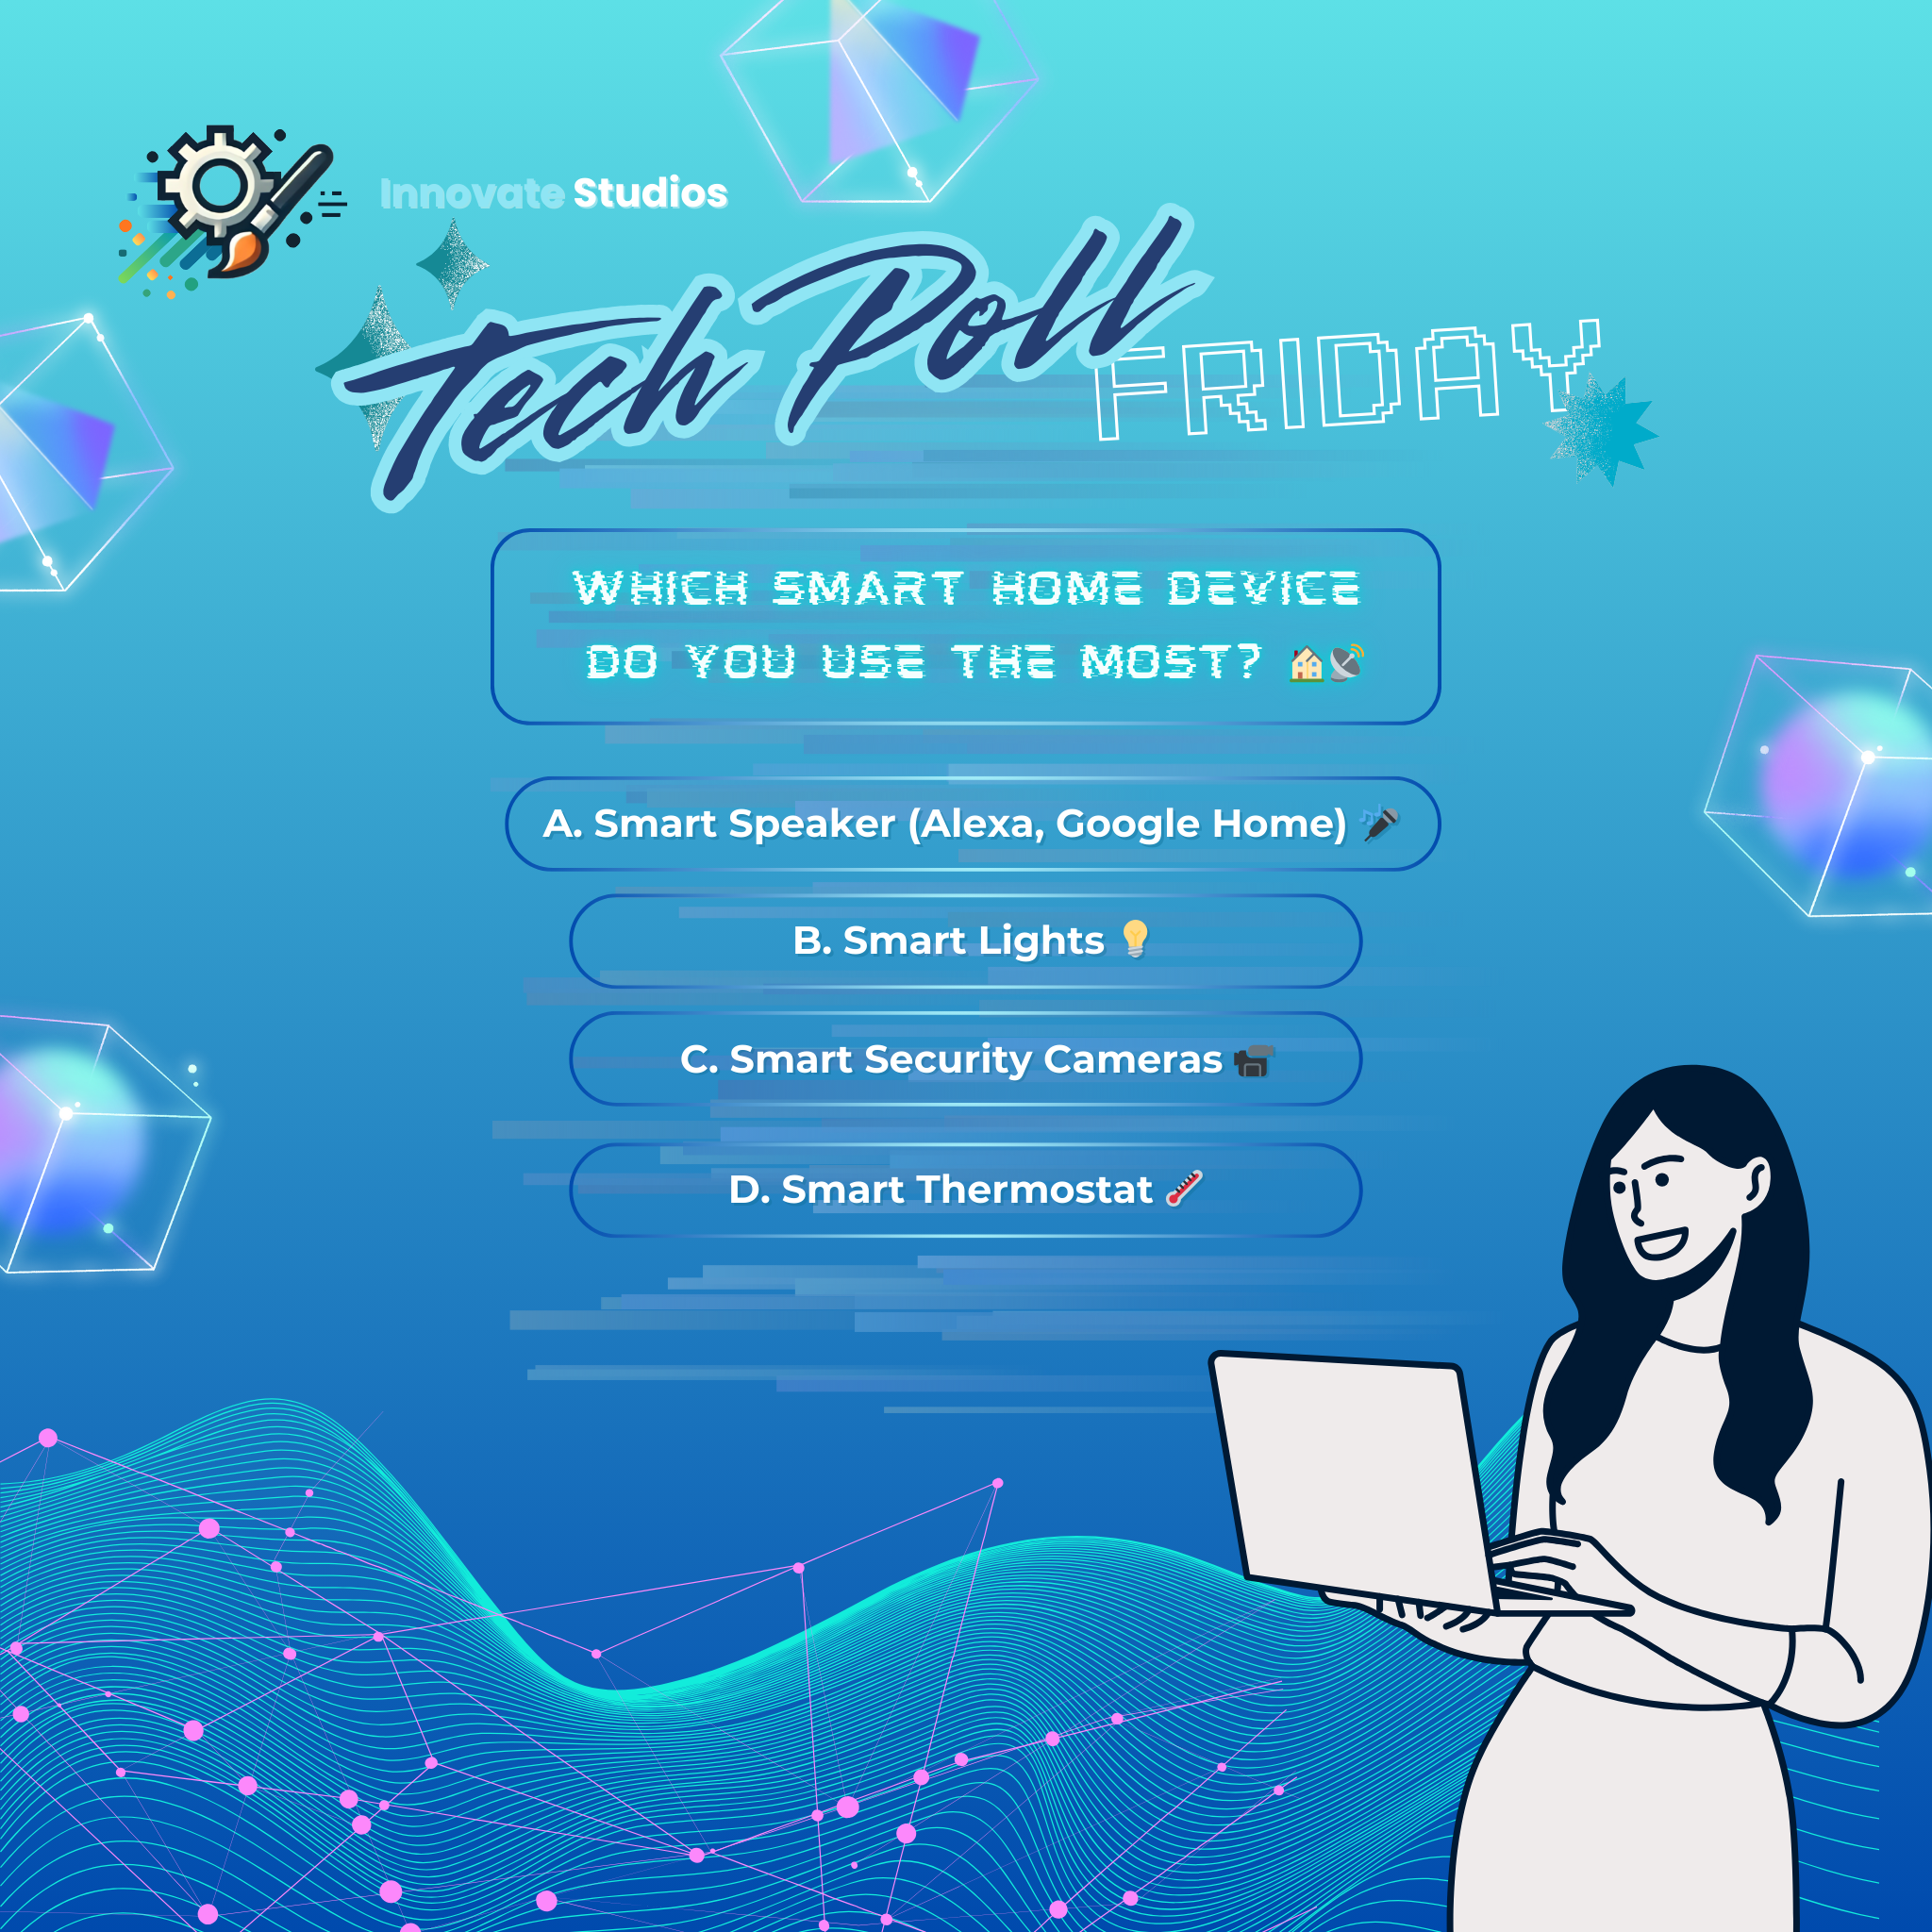 Innovate Studios
Tech Poll
FRIDAY
WHICH SMART HOME DEVICE
DO YOU USE THE MOST? 🏠📡
A. Smart Speaker (Alexa, Google Home) 🎤
B. Smart Lights 💡
C. Smart Security Cameras 🎥
D. Smart Thermostat 🌡️